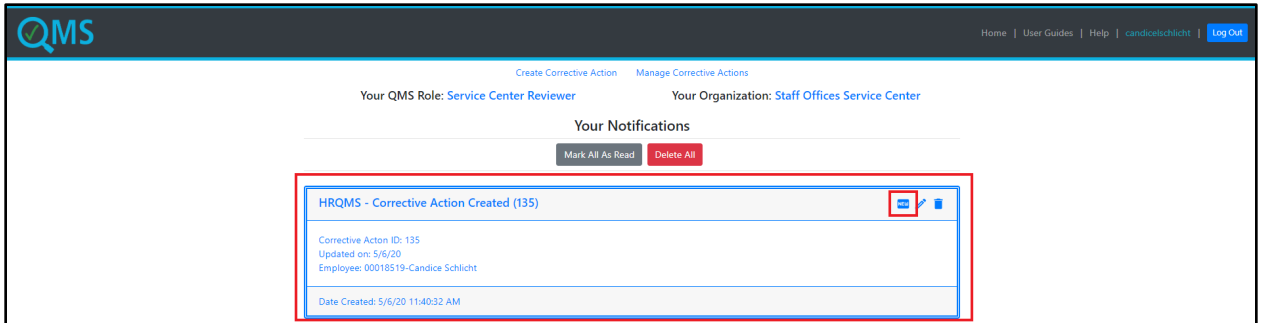 QMS
Home | User Guides | Help | candicelschlicht | Log Out
Create Corrective Action Manage Corrective Actions
Your QMS Role: Service Center Reviewer Your Organization: Staff Offices Service Center
Your Notifications
Mark All As Read Delete All
HRQMS - Corrective Action Created (135) NEW
Corrective Acton ID: 135
Updated on: 5/6/20
Employee: 00018519-Candice Schlicht
Date Created: 5/6/20 11:40:32 AM